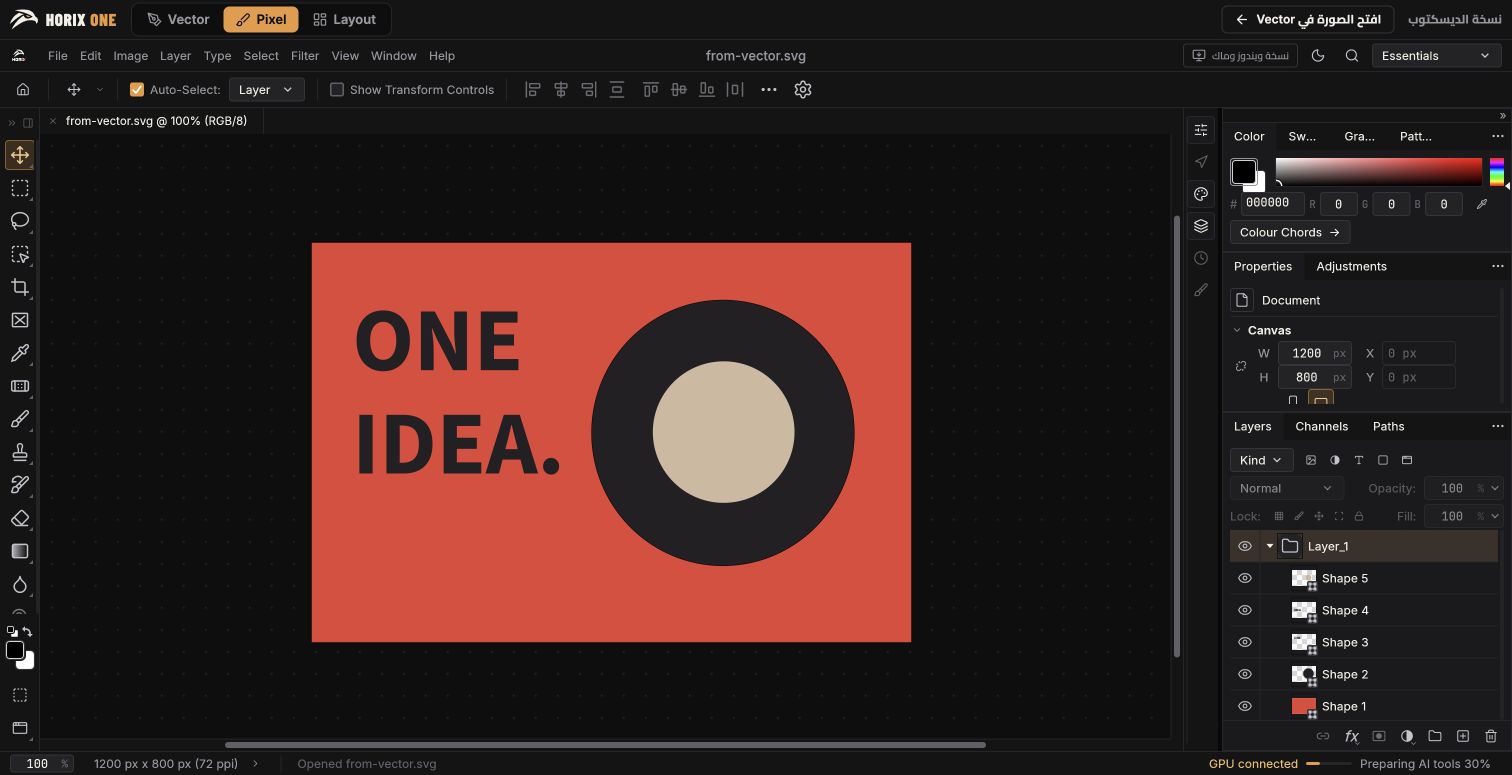 HORIX ONE Vector Pixel Layout افتح الصورة في Vector نسخة الديسكتوب
File Edit Image Layer Type Select Filter View Window Help from-vector.svg نسخة ويندوز وماك Essentials
Auto-Select: Layer Show Transform Controls
from-vector.svg @ 100% (RGB/8)
ONE
IDEA.
Color Sw... Gra... Patt...
# 000000 R 0 G 0 B 0
Colour Chords →
Properties Adjustments
Document
Canvas
W 1200 px X 0 px
H 800 px Y 0 px
Layers Channels Paths
Kind
Normal Opacity: 100 %
Lock: Fill: 100 %
Layer_1
Shape 5
Shape 4
Shape 3
Shape 2
Shape 1
fx
100 % 1200 px x 800 px (72 ppi) Opened from-vector.svg GPU connected Preparing AI tools 30%